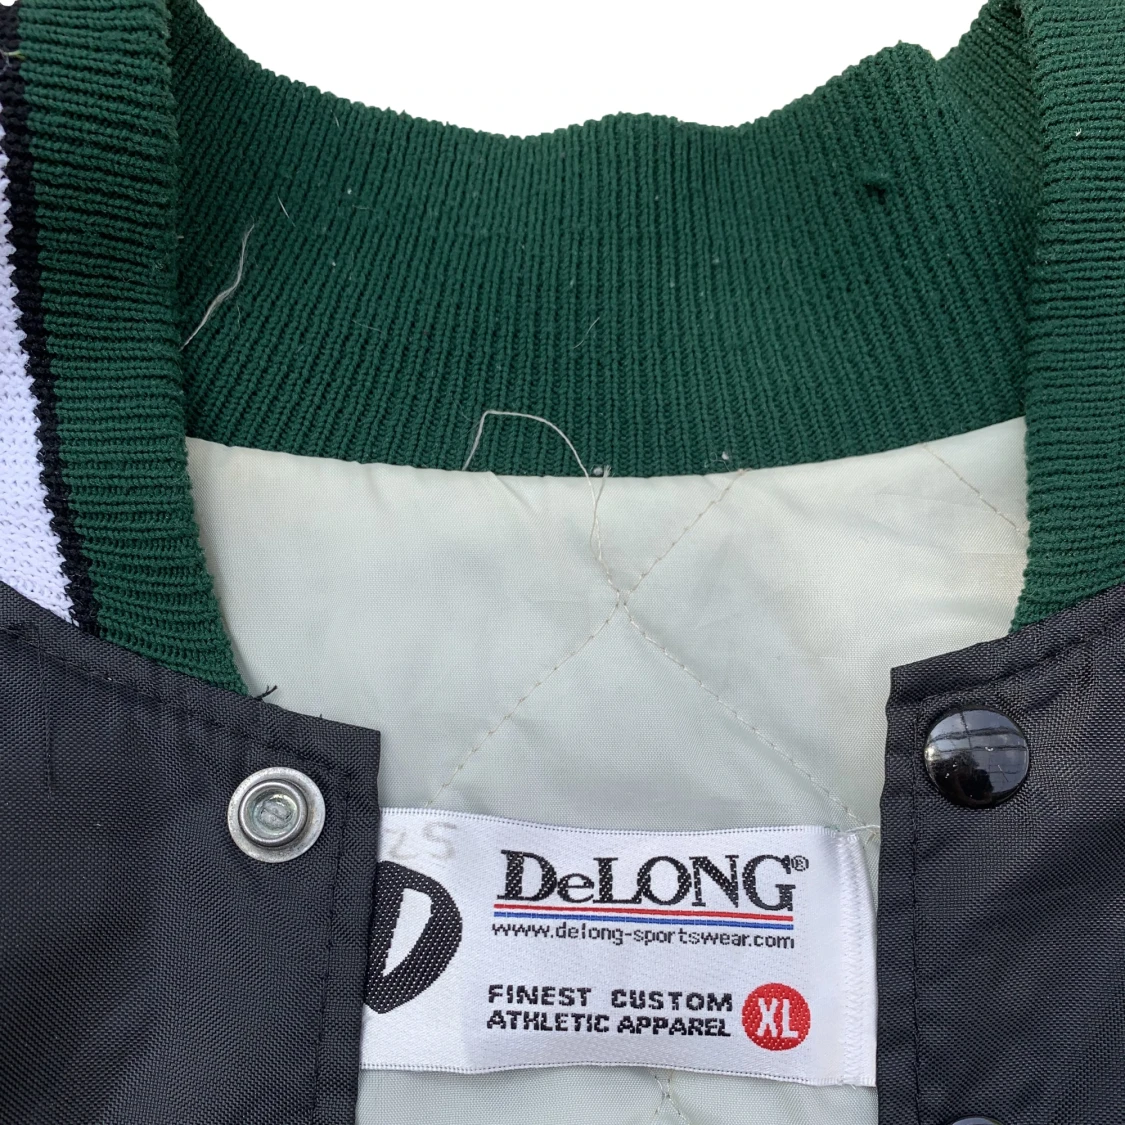 DeLONG®
www.delong-sportswear.com
FINEST CUSTOM
ATHLETIC APPAREL
XL